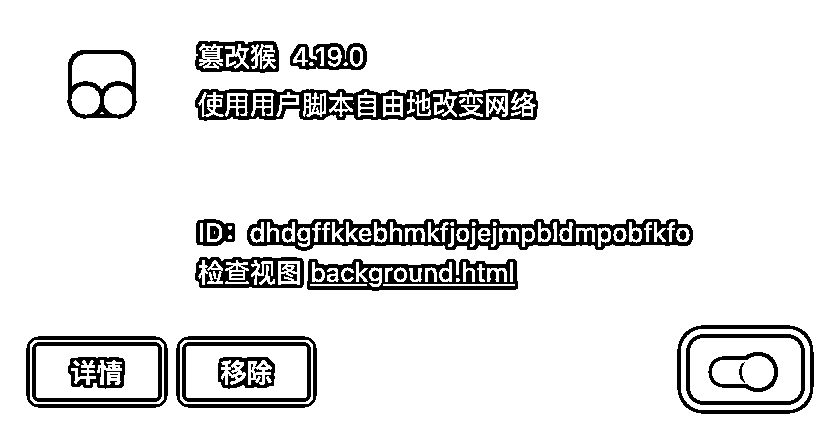 篡改猴 4.19.0
使用用户脚本自由地改变网络
ID：dhdgffkkebhmkfjojejmpbldmpobfkfo
检查视图 background.html
详情 移除